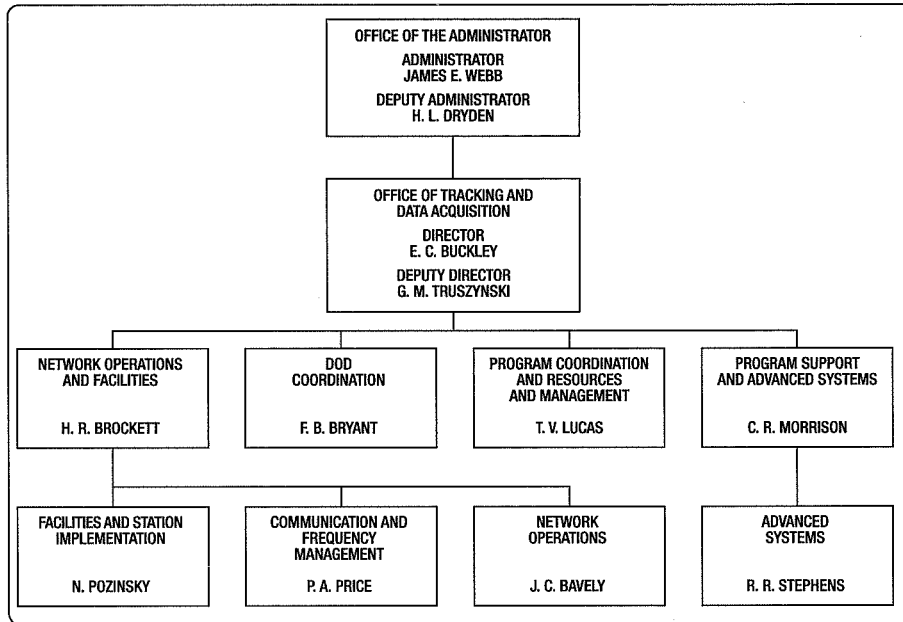 OFFICE OF THE ADMINISTRATOR
ADMINISTRATOR
JAMES E. WEBB
DEPUTY ADMINISTRATOR
H. L. DRYDEN
OFFICE OF TRACKING AND
DATA ACQUISITION
DIRECTOR
E. C. BUCKLEY
DEPUTY DIRECTOR
G. M. TRUSZYNSKI
NETWORK OPERATIONS
AND FACILITIES
H. R. BROCKETT
DOD
COORDINATION
F. B. BRYANT
PROGRAM COORDINATION
AND RESOURCES
AND MANAGEMENT
T. V. LUCAS
PROGRAM SUPPORT
AND ADVANCED SYSTEMS
C. R. MORRISON
FACILITIES AND STATION
IMPLEMENTATION
N. POZINSKY
COMMUNICATION AND
FREQUENCY
MANAGEMENT
P. A. PRICE
NETWORK
OPERATIONS
J. C. BAVELY
ADVANCED
SYSTEMS
R. R. STEPHENS